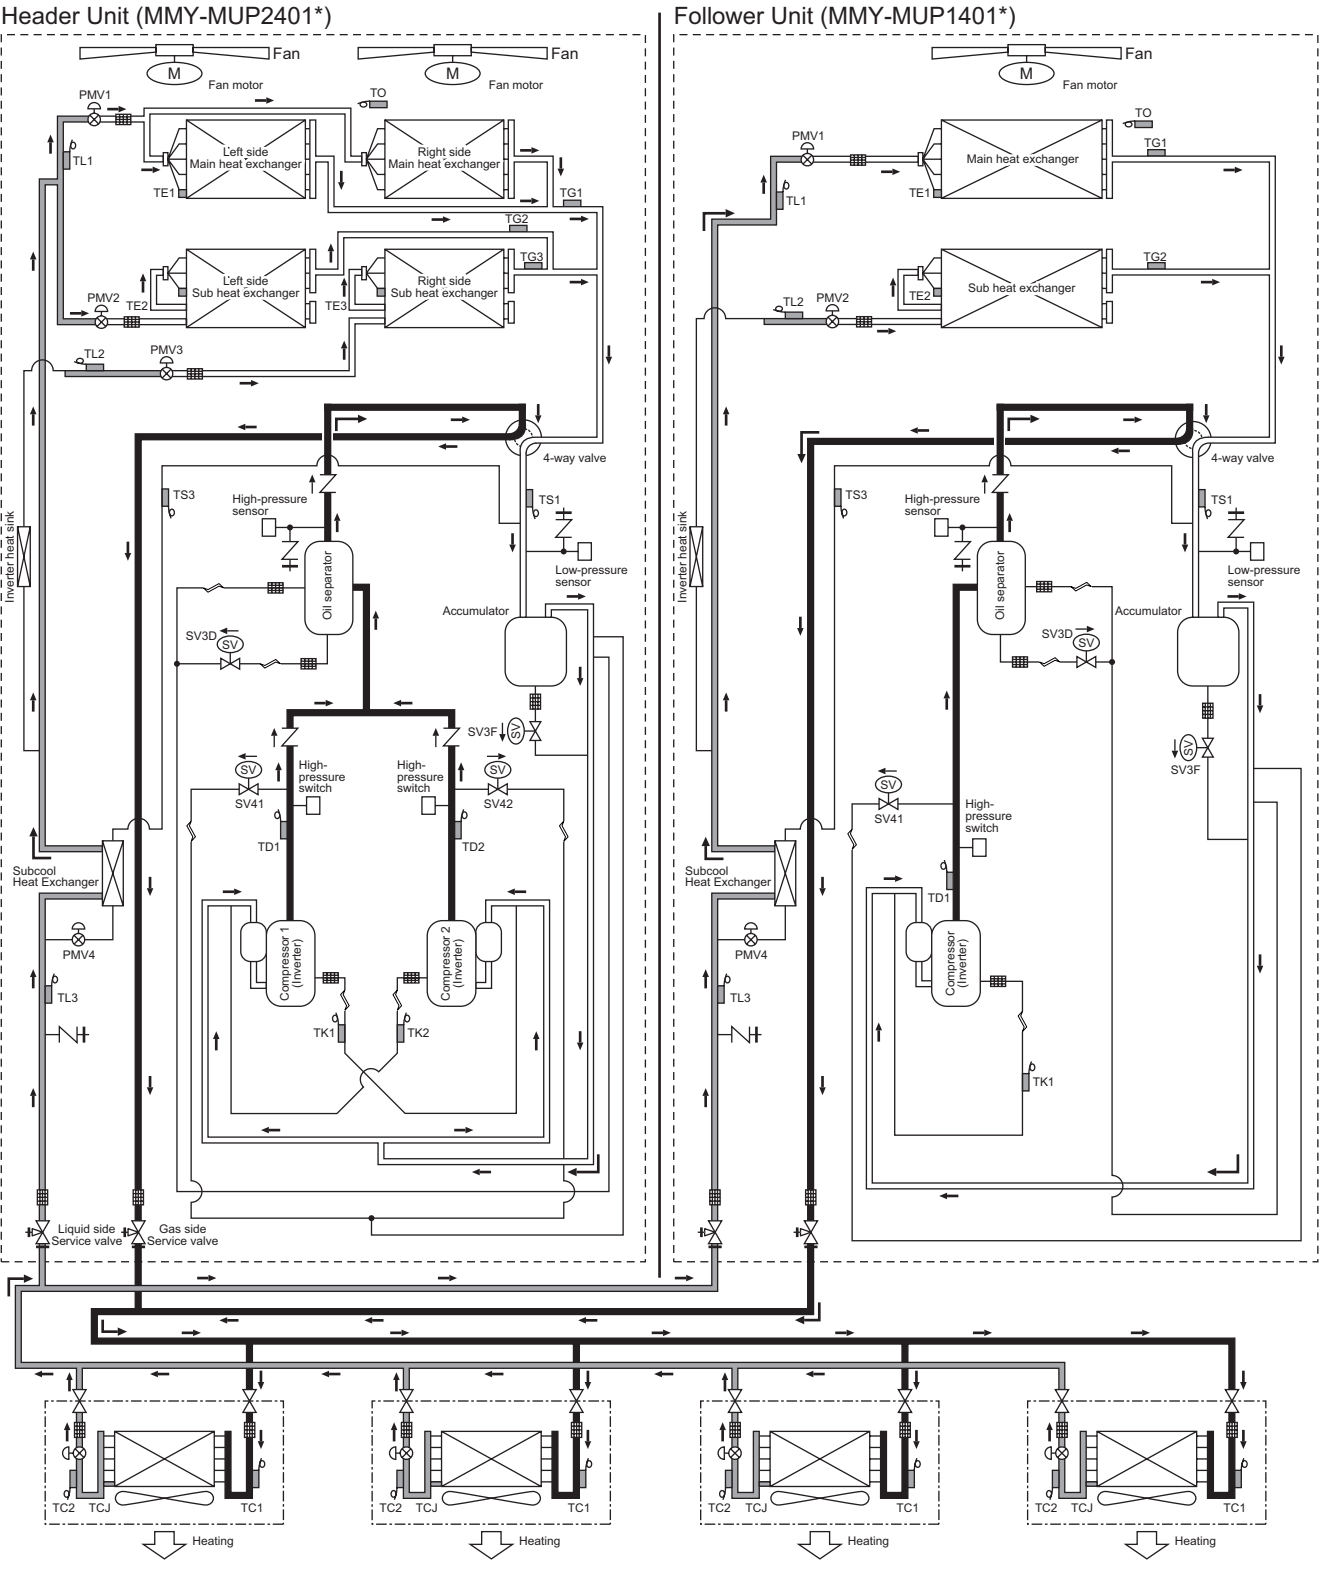 Header Unit (MMY-MUP2401*)
Fan
Fan
M
Fan motor
M
Fan motor
PMV1
TO
TL1
Left side
Main heat exchanger
Right side
Main heat exchanger
TE1
TG1
TG2
TG3
Left side
Sub heat exchanger
Right side
Sub heat exchanger
PMV2
TE2
TE3
TL2
PMV3
4-way valve
TS3
High-pressure
sensor
TS1
Low-pressure
sensor
Inverter heat sink
Oil separator
Accumulator
SV3D
SV
SV3F
SV
SV
SV41
High-
pressure
switch
High-
pressure
switch
SV
SV42
TD1
TD2
Subcool
Heat Exchanger
PMV4
Compressor 1
(Inverter)
Compressor 2
(Inverter)
TL3
TK1
TK2
Liquid side
Service valve
Gas side
Service valve
Follower Unit (MMY-MUP1401*)
Fan
M
Fan motor
TO
PMV1
TG1
Main heat exchanger
TL1
TE1
TG2
Sub heat exchanger
TE2
TL2
PMV2
4-way valve
TS3
High-pressure
sensor
TS1
Low-pressure
sensor
Inverter heat sink
Oil separator
Accumulator
SV3D
SV
SV
SV3F
SV
SV41
High-
pressure
switch
TD1
Subcool
Heat Exchanger
PMV4
Compressor
(Inverter)
TL3
TK1
TC2
TCJ
TC1
Heating
TC2
TCJ
TC1
Heating
TC2
TCJ
TC1
Heating
TC2
TCJ
TC1
Heating